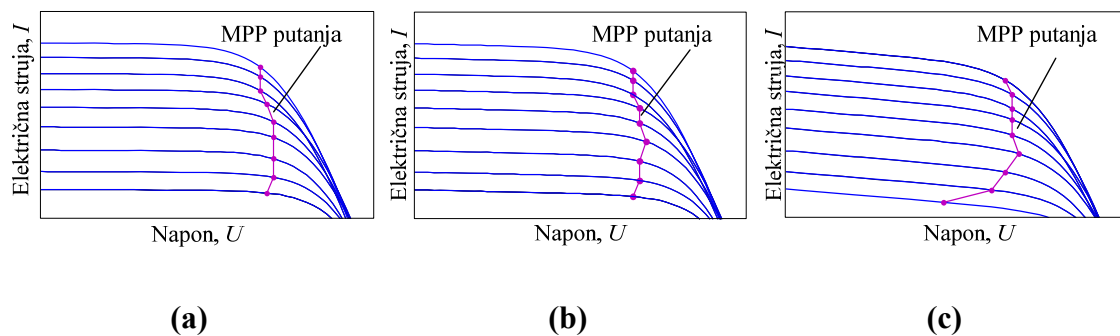 Električna struja, I
MPP putanja
Napon, U
(a)
Električna struja, I
MPP putanja
Napon, U
(b)
Električna struja, I
MPP putanja
Napon, U
(c)